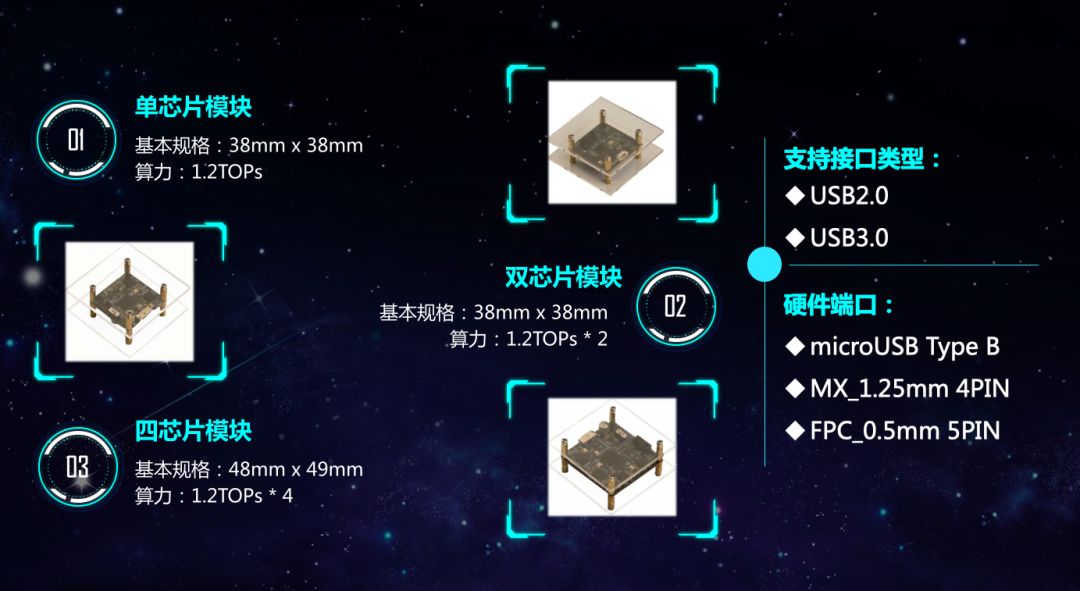 01
单芯片模块
基本规格：38mm x 38mm
算力：1.2TOPs
双芯片模块
基本规格：38mm x 38mm
算力：1.2TOPs * 2
02
03
四芯片模块
基本规格：48mm x 49mm
算力：1.2TOPs * 4
支持接口类型：
◆ USB2.0
◆ USB3.0
硬件端口：
◆ microUSB Type B
◆ MX_1.25mm 4PIN
◆ FPC_0.5mm 5PIN